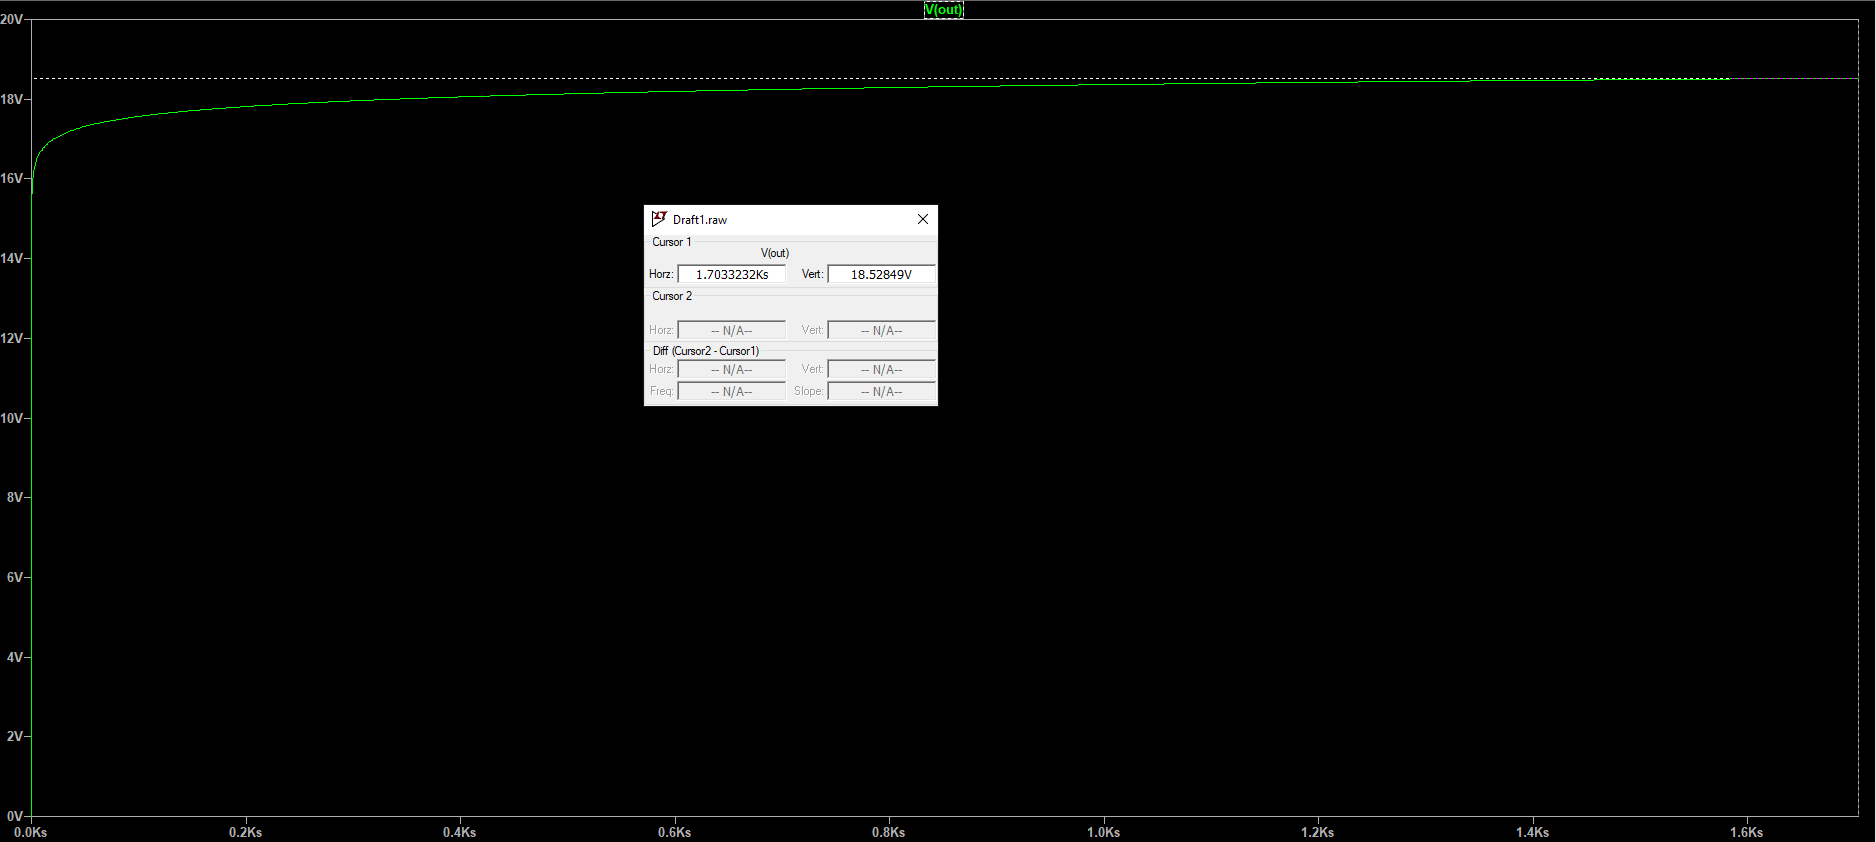 V(out)
20V
18V
16V
14V
12V
10V
8V
6V
4V
2V
0V
Draft1.raw
Cursor 1
V(out)
Horz: 1.7033232Ks Vert: 18.52849V
Cursor 2
Horz: -- N/A-- Vert: -- N/A--
Diff (Cursor2 - Cursor1)
Horz: -- N/A-- Vert: -- N/A--
Freq: -- N/A-- Slope: -- N/A--
0.0Ks 0.2Ks 0.4Ks 0.6Ks 0.8Ks 1.0Ks 1.2Ks 1.4Ks 1.6Ks